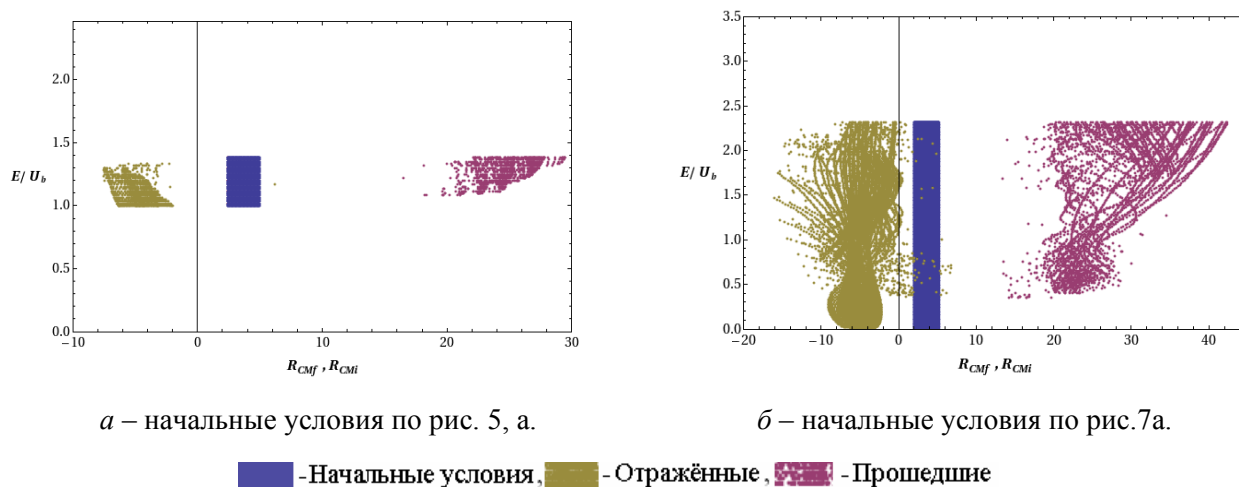 2.0
1.5
E/ U_b 1.0
0.5
0.0
-10 0 10 20 30
R_CMf , R_CMi
3.5
3.0
2.5
2.0
E/ U_b
1.5
1.0
0.5
0.0
-20 -10 0 10 20 30 40
R_CMf , R_CMi
а – начальные условия по рис. 5, а.
б – начальные условия по рис.7а.
-Начальные условия, -Отражённые, -Прошедшие